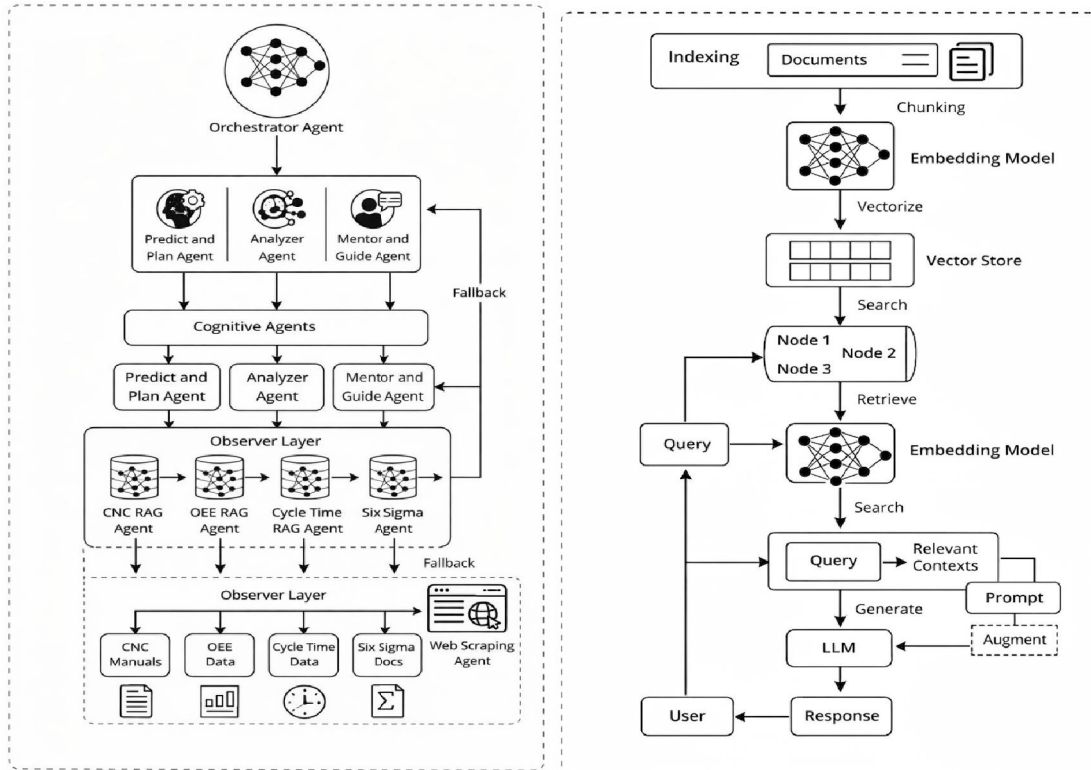 Orchestrator Agent
Predict and
Plan Agent
Analyzer
Agent
Mentor and
Guide Agent
Fallback
Cognitive Agents
Predict and
Plan Agent
Analyzer
Agent
Mentor and
Guide Agent
Observer Layer
CNC RAG
Agent
OEE RAG
Agent
Cycle Time
RAG Agent
Six Sigma
Agent
Fallback
Observer Layer
CNC
Manuals
OEE
Data
Cycle Time
Data
Six Sigma
Docs
Web Scraping
Agent
Σ
Indexing
Documents
Chunking
Embedding Model
Vectorize
Vector Store
Search
Node 1
Node 2
Node 3
Retrieve
Query
Embedding Model
Search
Query
Relevant
Contexts
Prompt
Generate
Augment
LLM
User
Response